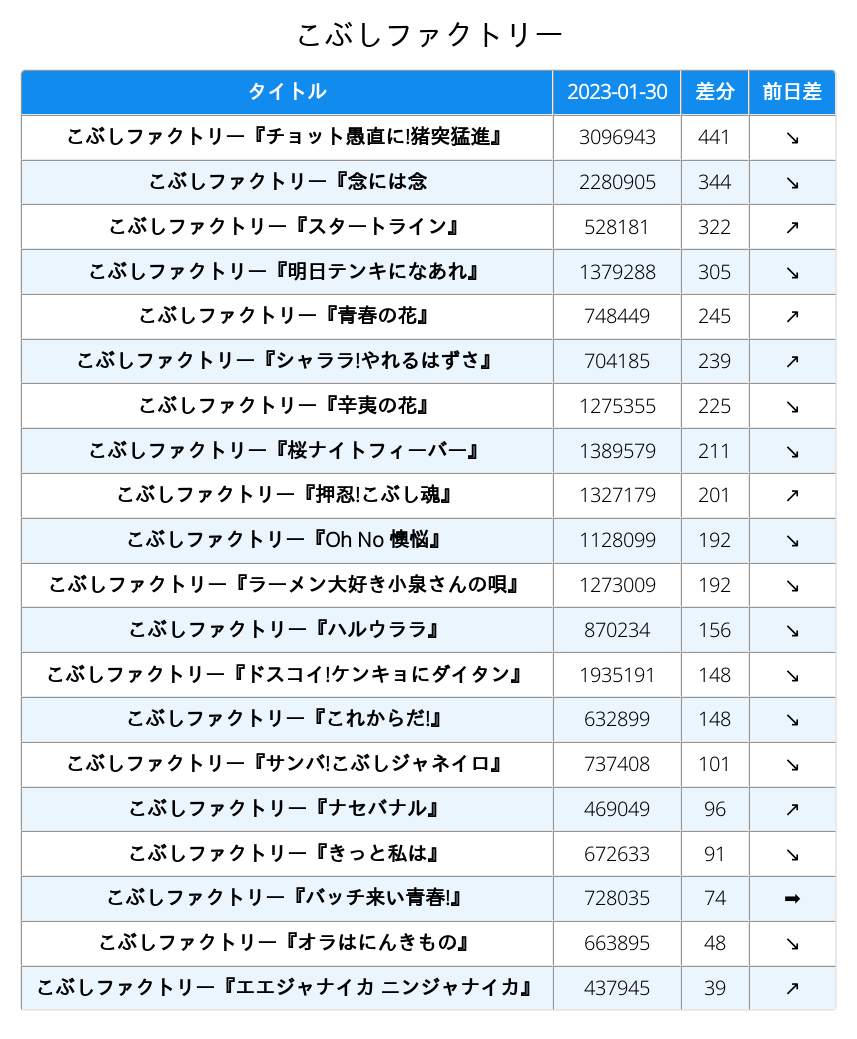 こぶしファクトリー
タイトル 2023-01-30 差分 前日差
こぶしファクトリー『チョット愚直に!猪突猛進』 3096943 441 ↘
こぶしファクトリー『念には念 2280905 344 ↘
こぶしファクトリー『スタートライン』 528181 322 ↗
こぶしファクトリー『明日テンキになあれ』 1379288 305 ↘
こぶしファクトリー『青春の花』 748449 245 ↗
こぶしファクトリー『シャララ!やれるはずさ』 704185 239 ↗
こぶしファクトリー『辛夷の花』 1275355 225 ↘
こぶしファクトリー『桜ナイトフィーバー』 1389579 211 ↘
こぶしファクトリー『押忍!こぶし魂』 1327179 201 ↗
こぶしファクトリー『Oh No 懊悩』 1128099 192 ↘
こぶしファクトリー『ラーメン大好き小泉さんの唄』 1273009 192 ↘
こぶしファクトリー『ハルウララ』 870234 156 ↘
こぶしファクトリー『ドスコイ!ケンキョにダイタン』 1935191 148 ↘
こぶしファクトリー『これからだ!』 632899 148 ↘
こぶしファクトリー『サンバ!こぶしジャネイロ』 737408 101 ↘
こぶしファクトリー『ナセバナル』 469049 96 ↗
こぶしファクトリー『きっと私は』 672633 91 ↘
こぶしファクトリー『バッチ来い青春!』 728035 74 ➡
こぶしファクトリー『オラはにんきもの』 663895 48 ↘
こぶしファクトリー『エエジャナイカ ニンジャナイカ』 437945 39 ↗